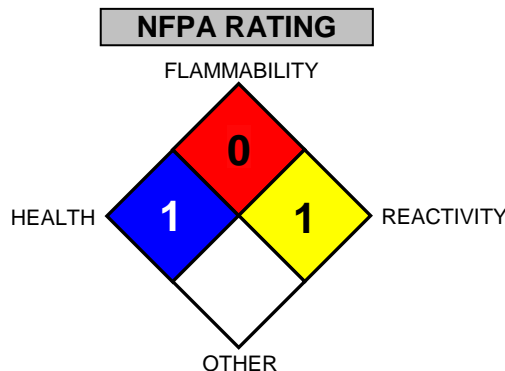 NFPA RATING
FLAMMABILITY
0
HEALTH 1 1 REACTIVITY
OTHER